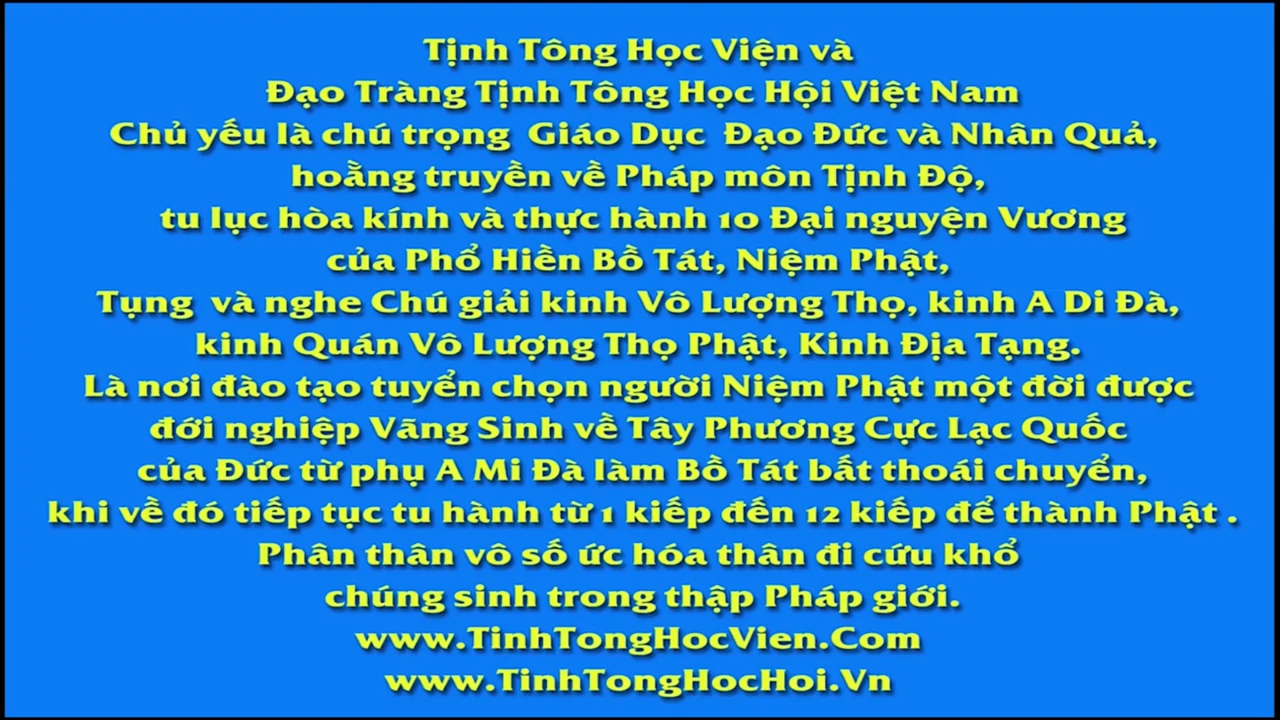 Tịnh Tông Học Viện và
Đạo Tràng Tịnh Tông Học Hội Việt Nam
Chủ yếu là chú trọng Giáo Dục Đạo Đức và Nhân Quả,
hoằng truyền về Pháp môn Tịnh Độ,
tu lục hòa kính và thực hành 10 Đại nguyện Vương
của Phổ Hiền Bồ Tát, Niệm Phật,
Tụng và nghe Chú giải kinh Vô Lượng Thọ, kinh A Di Đà,
kinh Quán Vô Lượng Thọ Phật, Kinh Địa Tạng.
Là nơi đào tạo tuyển chọn người Niệm Phật một đời được
đới nghiệp Vãng Sinh về Tây Phương Cực Lạc Quốc
của Đức từ phụ A Mi Đà làm Bồ Tát bất thoái chuyển,
khi về đó tiếp tục tu hành từ 1 kiếp đến 12 kiếp để thành Phật .
Phân thân vô số ức hóa thân đi cứu khổ
chúng sinh trong thập Pháp giới.
www.TinhTongHocVien.Com
www.TinhTongHocHoi.Vn